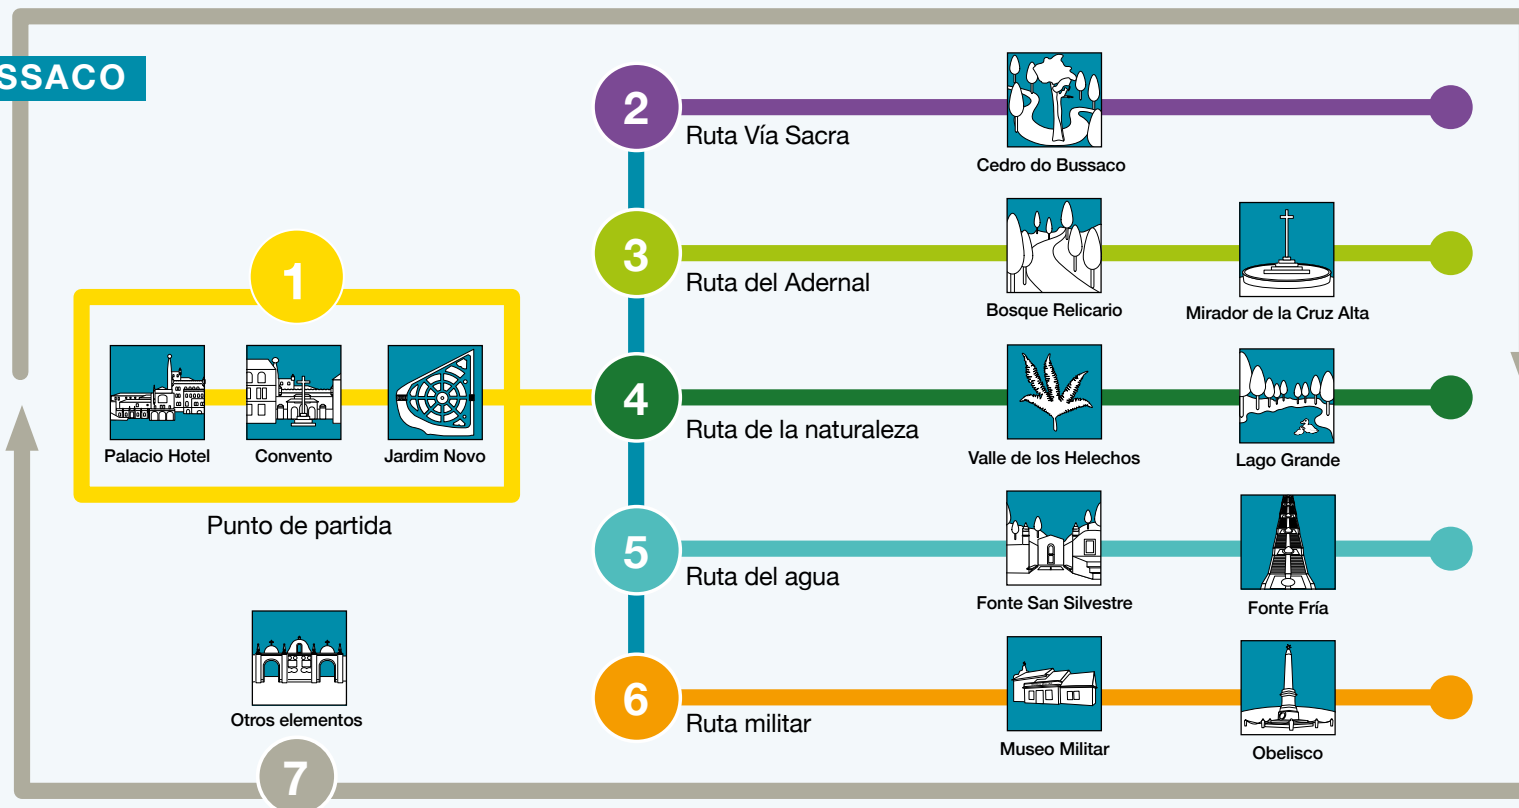 SSACO
1
Palacio Hotel
Convento
Jardim Novo
Punto de partida
2
Ruta Vía Sacra
Cedro do Bussaco
3
Ruta del Adernal
Bosque Relicario
Mirador de la Cruz Alta
4
Ruta de la naturaleza
Valle de los Helechos
Lago Grande
5
Ruta del agua
Fonte San Silvestre
Fonte Fría
6
Ruta militar
Museo Militar
Obelisco
Otros elementos
7